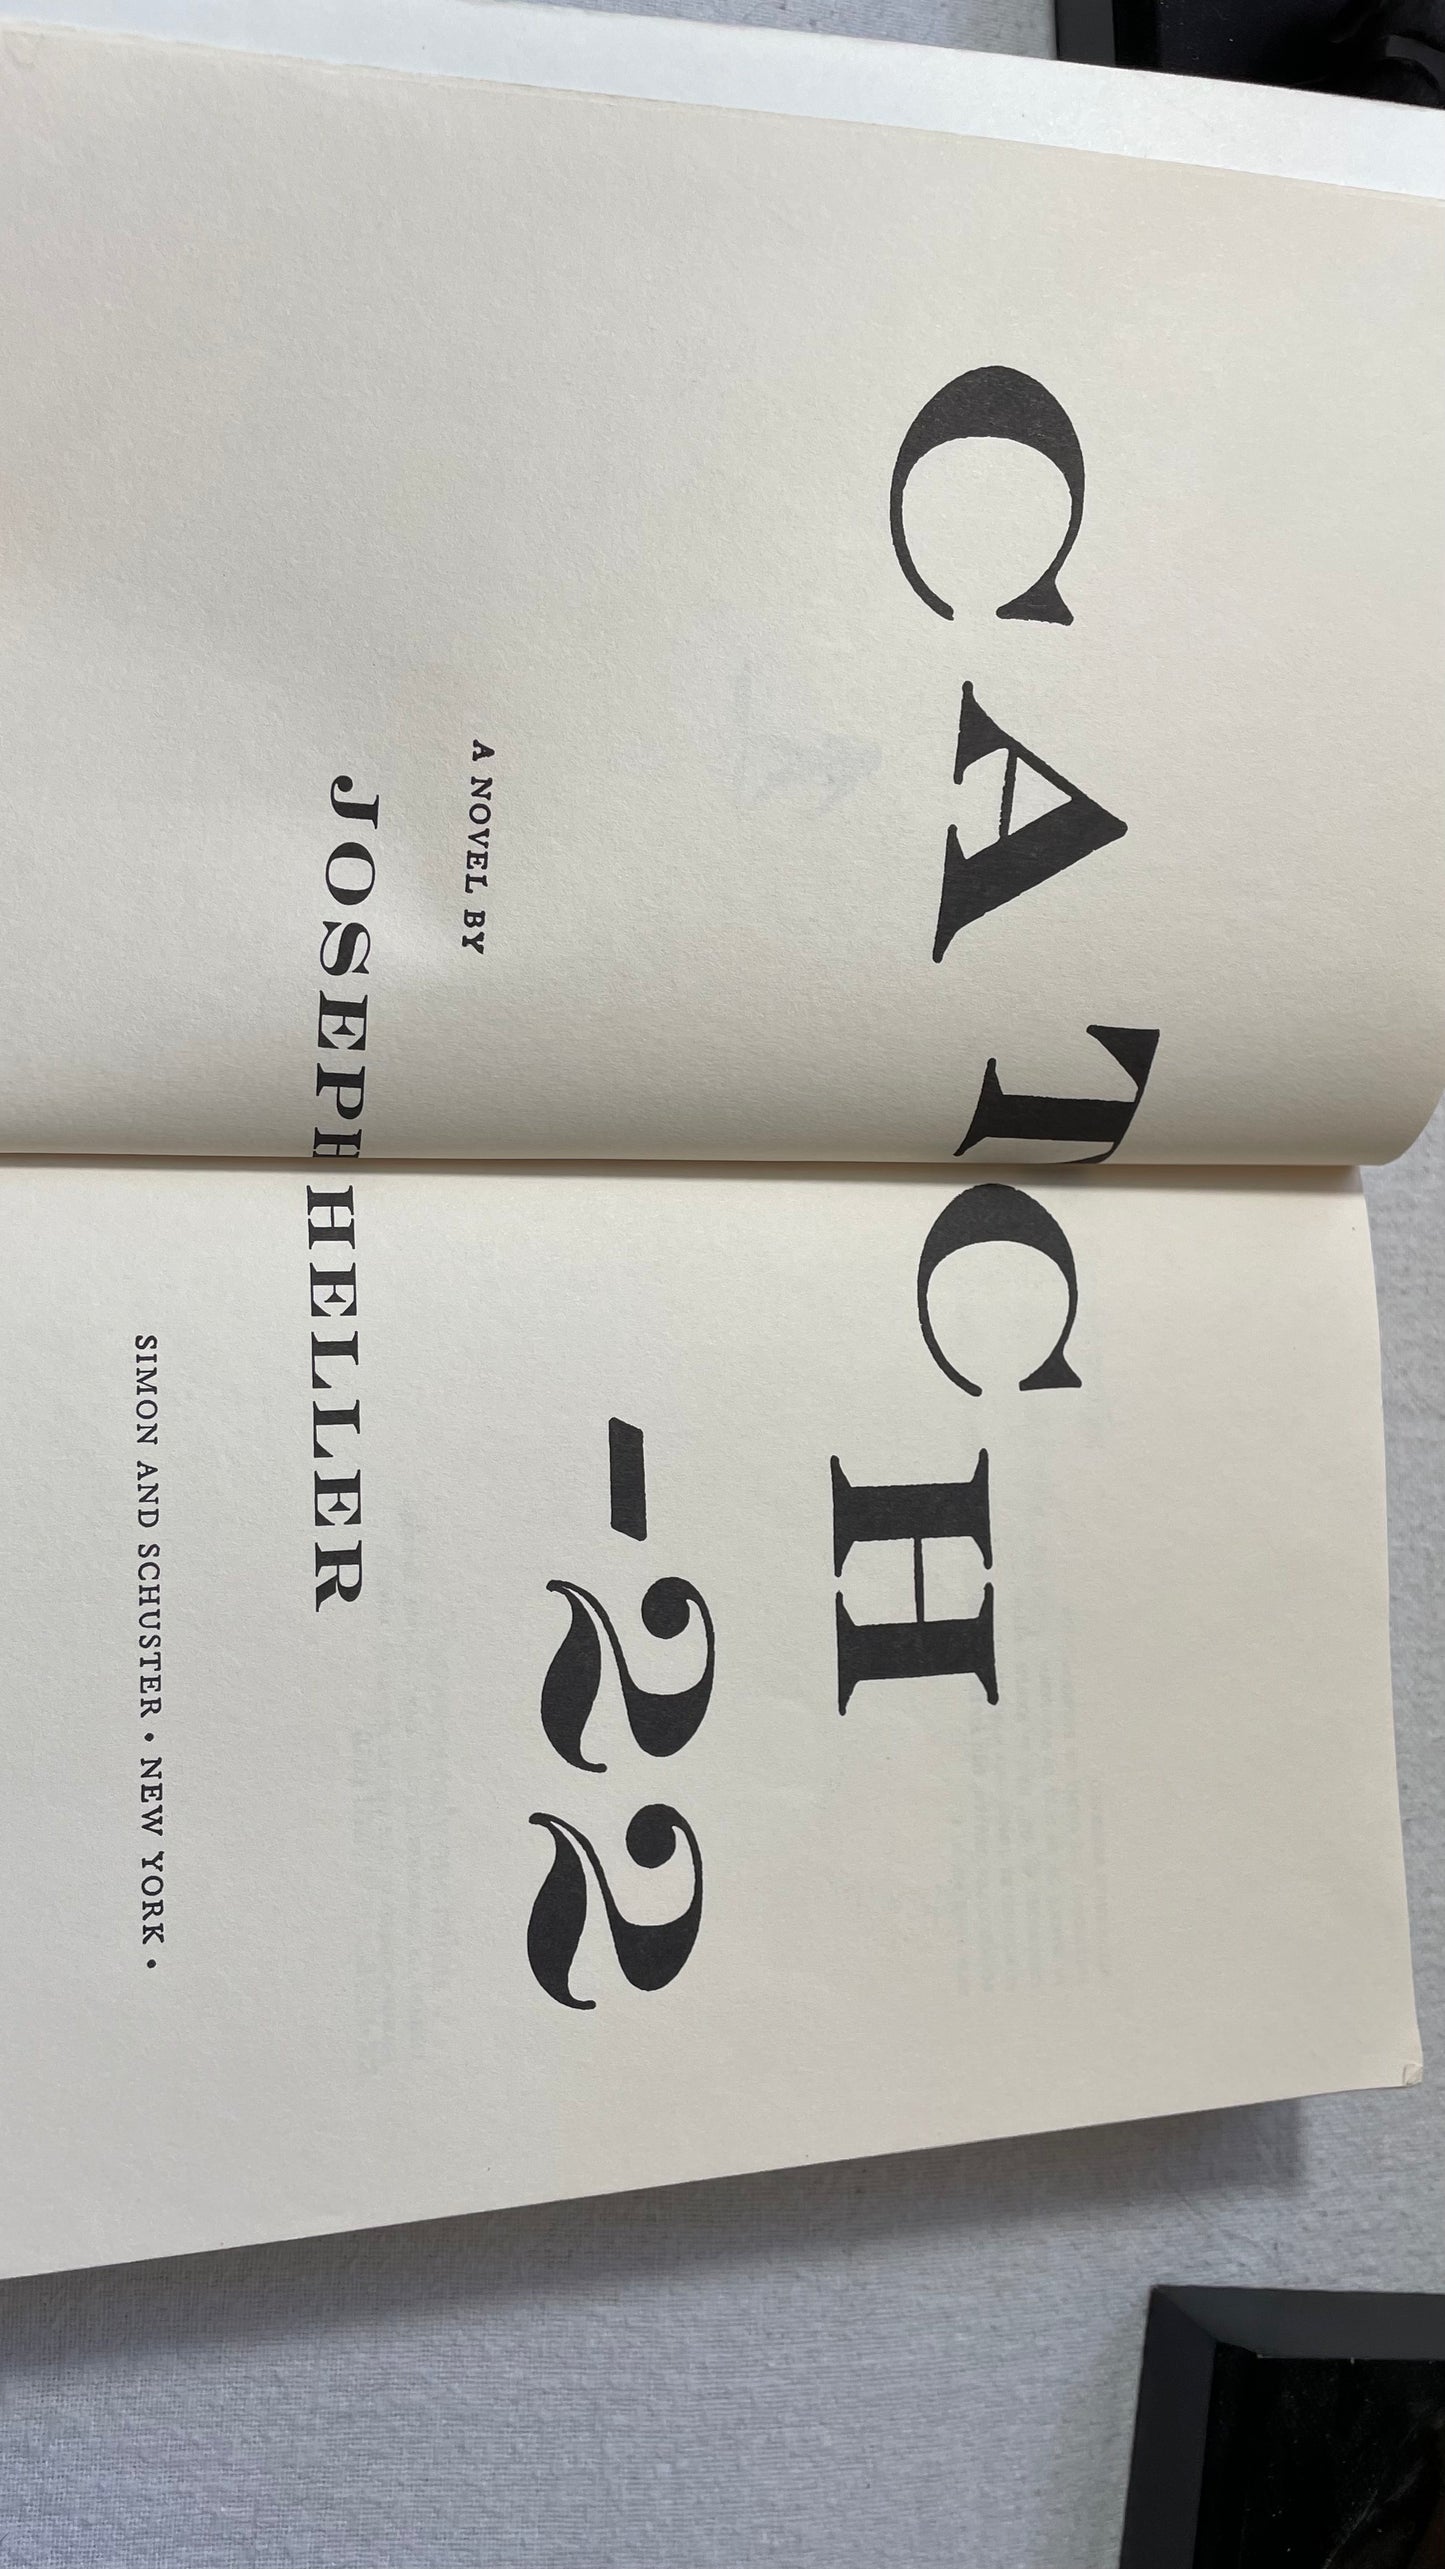 CATCH
-22
A NOVEL BY
JOSEPH HELLER
SIMON AND SCHUSTER • NEW YORK •